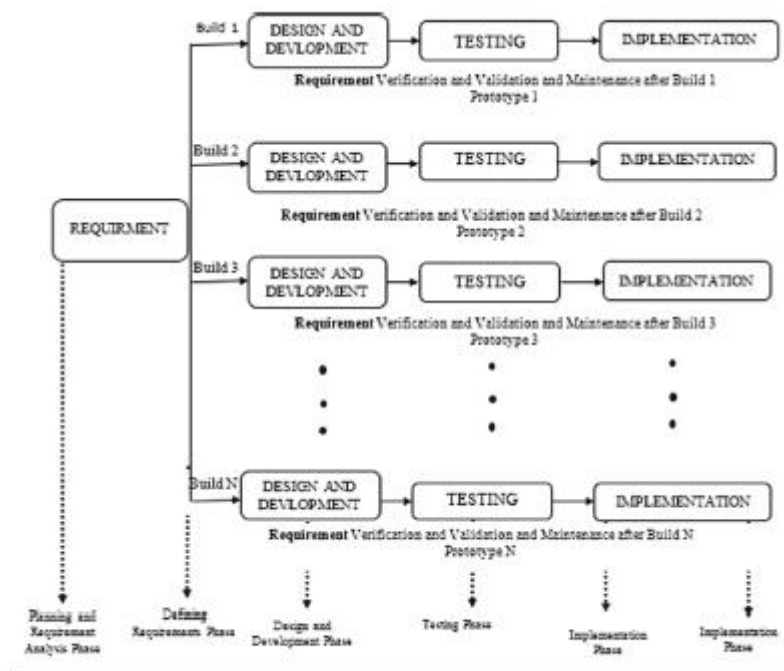 Build 1
DESIGN AND
DEVLOPMENT
TESTING
IMPLEMENTATION
Requirement Verification and Validation and Maintenance after Build 1
Prototype 1
Build 2
DESIGN AND
DEVLOPMENT
TESTING
IMPLEMENTATION
Requirement Verification and Validation and Maintenance after Build 2
Prototype 2
REQUIRMENT
Build 3
DESIGN AND
DEVLOPMENT
TESTING
IMPLEMENTATION
Requirement Verification and Validation and Maintenance after Build 3
Prototype 3
Build N
DESIGN AND
DEVLOPMENT
TESTING
IMPLEMENTATION
Requirement Verification and Validation and Maintenance after Build N
Prototype N
Planning and
Requirement
Analysis Phase
Defining
Requirements Phase
Design and
Development Phase
Testing Phase
Implementation
Phase
Implementation
Phase